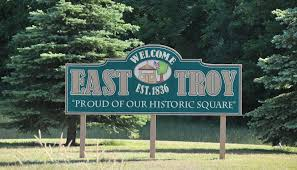 WELCOME
EAST TROY
EST. 1836
"PROUD OF OUR HISTORIC SQUARE"